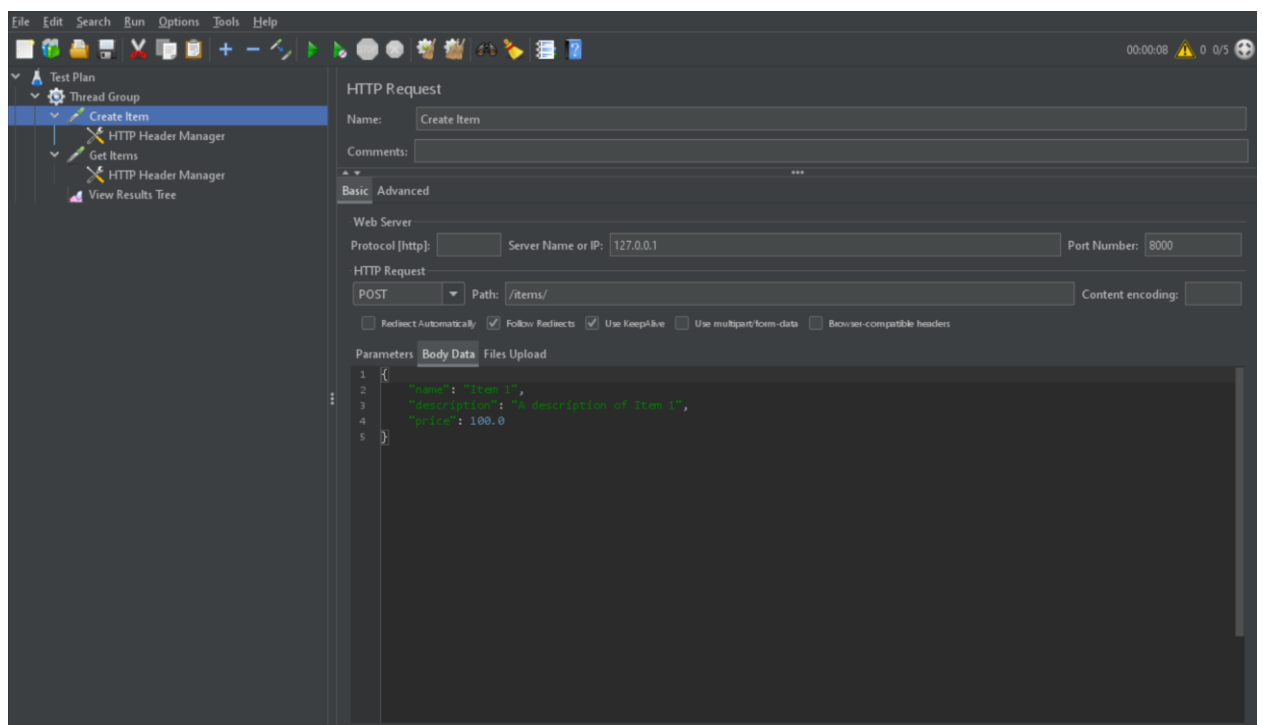 File Edit Search Run Options Tools Help
00:00:08 0 0/5
Test Plan
Thread Group
Create Item
HTTP Header Manager
Get Items
HTTP Header Manager
View Results Tree
HTTP Request
Name: Create Item
Comments:
Basic Advanced
Web Server
Protocol [http]: Server Name or IP: 127.0.0.1 Port Number: 8000
HTTP Request
POST Path: /items/ Content encoding:
Redirect Automatically Follow Redirects Use KeepAlive Use multipart/form-data Browser-compatible headers
Parameters Body Data Files Upload
1 {
2 "name": "Item 1",
3 "description": "A description of Item 1",
4 "price": 100.0
5 }